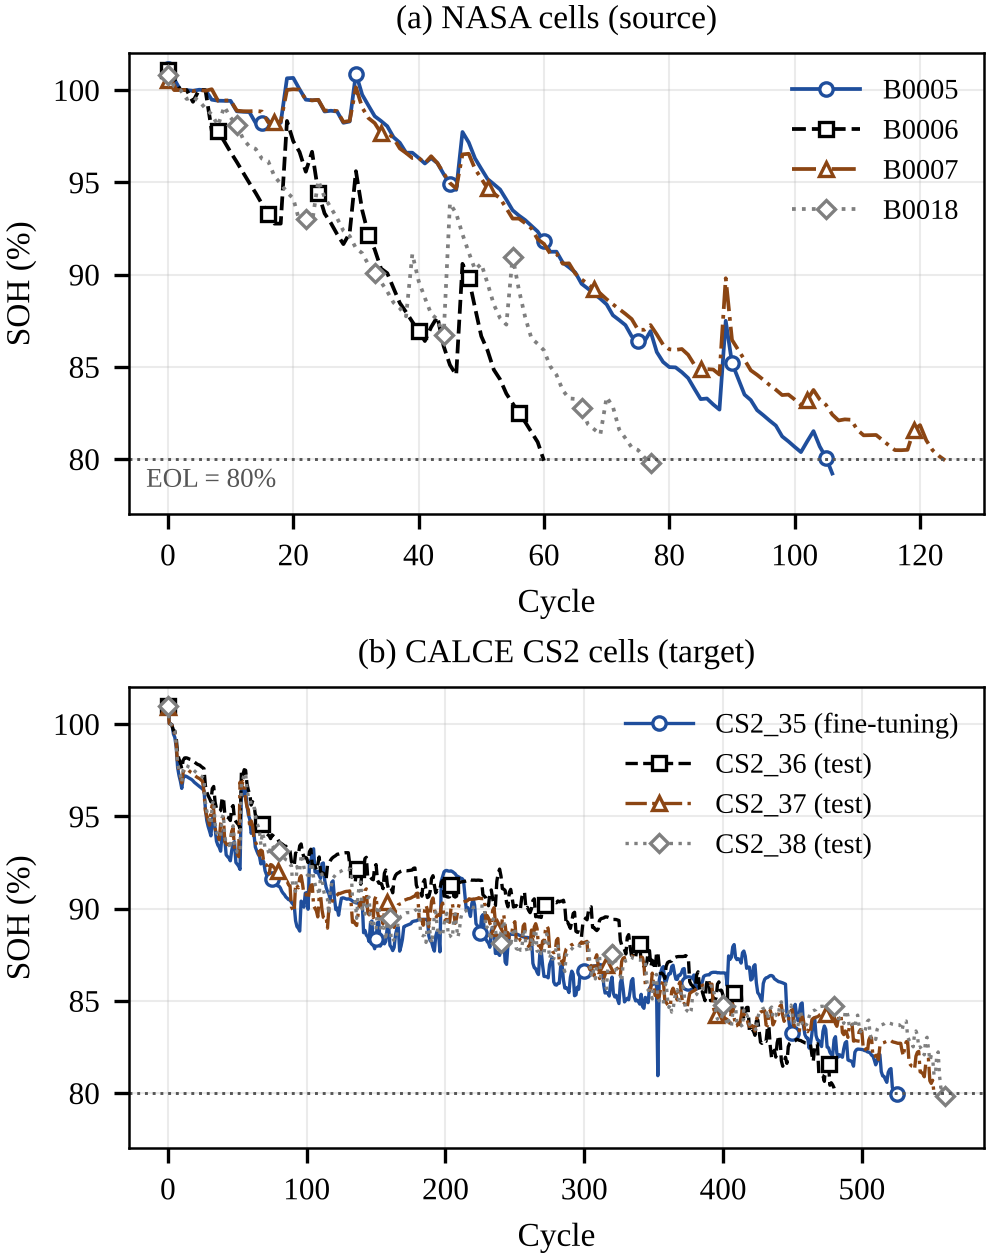 (a) NASA cells (source)
SOH (%)
100
95
90
85
80
B0005
B0006
B0007
B0018
EOL = 80%
0 20 40 60 80 100 120
Cycle
(b) CALCE CS2 cells (target)
SOH (%)
100
95
90
85
80
CS2_35 (fine-tuning)
CS2_36 (test)
CS2_37 (test)
CS2_38 (test)
0 100 200 300 400 500
Cycle